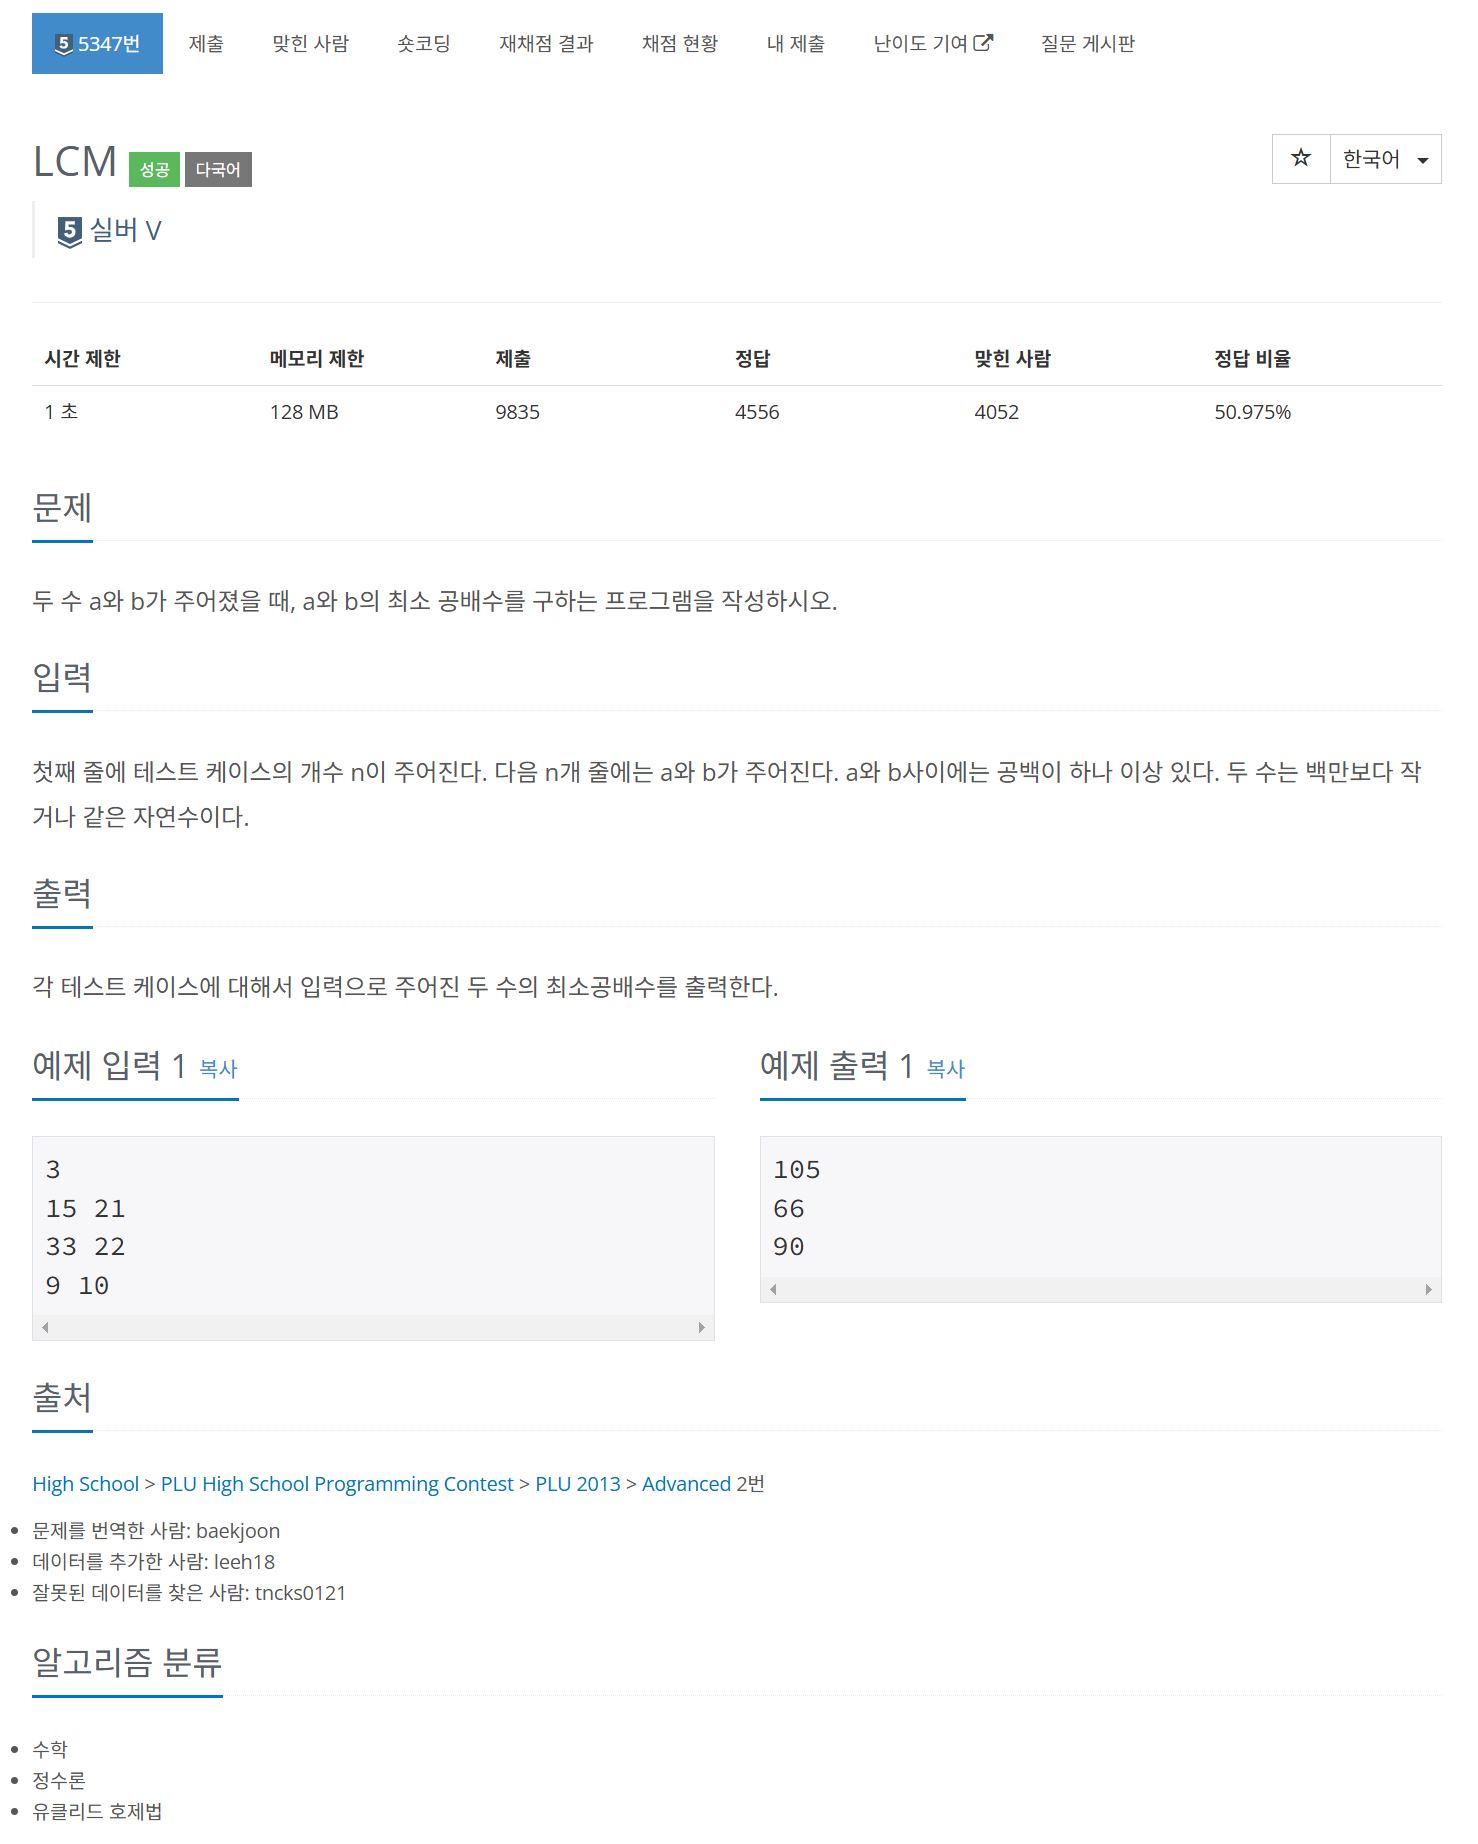 5 5347번 제출 맞힌 사람 숏코딩 재채점 결과 채점 현황 내 제출 난이도 기여 질문 게시판
LCM 성공 다국어 한국어
5 실버 V
시간 제한 메모리 제한 제출 정답 맞힌 사람 정답 비율
1 초 128 MB 9835 4556 4052 50.975%
문제
두 수 a와 b가 주어졌을 때, a와 b의 최소 공배수를 구하는 프로그램을 작성하시오.
입력
첫째 줄에 테스트 케이스의 개수 n이 주어진다. 다음 n개 줄에는 a와 b가 주어진다. a와 b사이에는 공백이 하나 이상 있다. 두 수는 백만보다 작
거나 같은 자연수이다.
출력
각 테스트 케이스에 대해서 입력으로 주어진 두 수의 최소공배수를 출력한다.
예제 입력 1 복사
3
15 21
33 22
9 10
예제 출력 1 복사
105
66
90
출처
High School > PLU High School Programming Contest > PLU 2013 > Advanced 2번
문제를 번역한 사람: baekjoon
데이터를 추가한 사람: leeh18
잘못된 데이터를 찾은 사람: tncks0121
알고리즘 분류
수학
정수론
유클리드 호제법